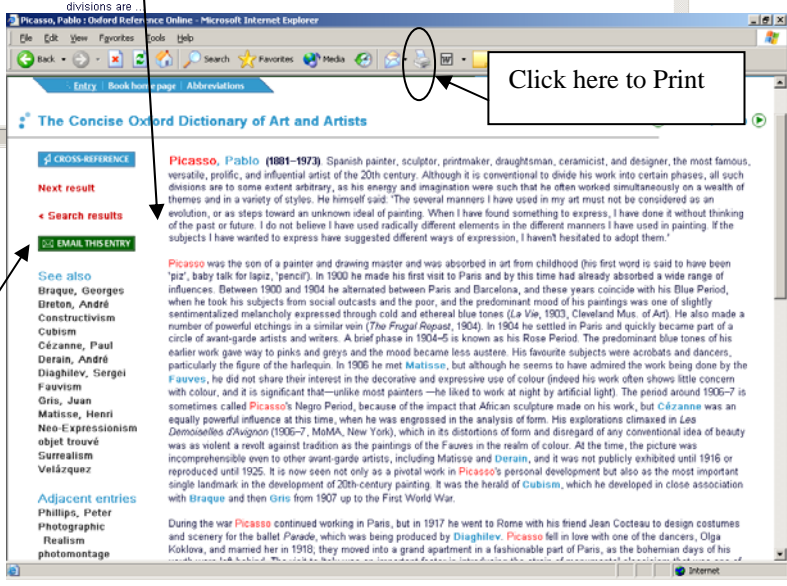 divisions are ...
Picasso, Pablo : Oxford Reference Online - Microsoft Internet Explorer
File Edit View Favorites Tools Help
Back Search Favorites Media
Click here to Print
Entry | Book home page | Abbreviations
The Concise Oxford Dictionary of Art and Artists
CROSS-REFERENCE
Next result
« Search results
EMAIL THIS ENTRY
See also
Braque, Georges
Breton, André
Constructivism
Cubism
Cézanne, Paul
Derain, André
Diaghilev, Sergei
Fauvism
Gris, Juan
Matisse, Henri
Neo-Expressionism
objet trouvé
Surrealism
Velázquez
Adjacent entries
Phillips, Peter
Photographic
Realism
photomontage
Picasso, Pablo (1881–1973). Spanish painter, sculptor, printmaker, draughtsman, ceramicist, and designer, the most famous,
versatile, prolific, and influential artist of the 20th century. Although it is conventional to divide his work into certain phases, all such
divisions are to some extent arbitrary, as his energy and imagination were such that he often worked simultaneously on a wealth of
themes and in a variety of styles. He himself said: 'The several manners I have used in my art must not be considered as an
evolution, or as steps toward an unknown ideal of painting. When I have found something to express, I have done it without thinking
of the past or future. I do not believe I have used radically different elements in the different manners I have used in painting. If the
subjects I have wanted to express have suggested different ways of expression, I haven't hesitated to adopt them.'
Picasso was the son of a painter and drawing master and was absorbed in art from childhood (his first word is said to have been
'piz', baby talk for lapiz, 'pencil'). In 1900 he made his first visit to Paris and by this time had already absorbed a wide range of
influences. Between 1900 and 1904 he alternated between Paris and Barcelona, and these years coincide with his Blue Period,
when he took his subjects from social outcasts and the poor, and the predominant mood of his paintings was one of slightly
sentimentalized melancholy expressed through cold and ethereal blue tones (La Vie, 1903, Cleveland Mus. of Art). He also made a
number of powerful etchings in a similar vein (The Frugal Repast, 1904). In 1904 he settled in Paris and quickly became part of a
circle of avant-garde artists and writers. A brief phase in 1904–5 is known as his Rose Period. The predominant blue tones of his
earlier work gave way to pinks and greys and the mood became less austere. His favourite subjects were acrobats and dancers,
particularly the figure of the harlequin. In 1906 he met Matisse, but although he seems to have admired the work being done by the
Fauves, he did not share their interest in the decorative and expressive use of colour (indeed his work often shows little concern
with colour, and it is significant that—unlike most painters —he liked to work at night by artificial light). The period around 1906–7 is
sometimes called Picasso's Negro Period, because of the impact that African sculpture made on his work, but Cézanne was an
equally powerful influence at this time, when he was engrossed in the analysis of form. His explorations climaxed in Les
Demoiselles d'Avignon (1906–7, MoMA, New York), which in its distortions of form and disregard of any conventional idea of beauty
was as violent a revolt against tradition as the paintings of the Fauves in the realm of colour. At the time, the picture was
incomprehensible even to other avant-garde artists, including Matisse and Derain, and it was not publicly exhibited until 1916 or
reproduced until 1925. It is now seen not only as a pivotal work in Picasso's personal development but also as the most important
single landmark in the development of 20th-century painting. It was the herald of Cubism, which he developed in close association
with Braque and then Gris from 1907 up to the First World War.
During the war Picasso continued working in Paris, but in 1917 he went to Rome with his friend Jean Cocteau to design costumes
and scenery for the ballet Parade, which was being produced by Diaghilev. Picasso fell in love with one of the dancers, Olga
Koklova, and married her in 1918; they moved into a grand apartment in a fashionable part of Paris, as the bohemian days of his
Internet